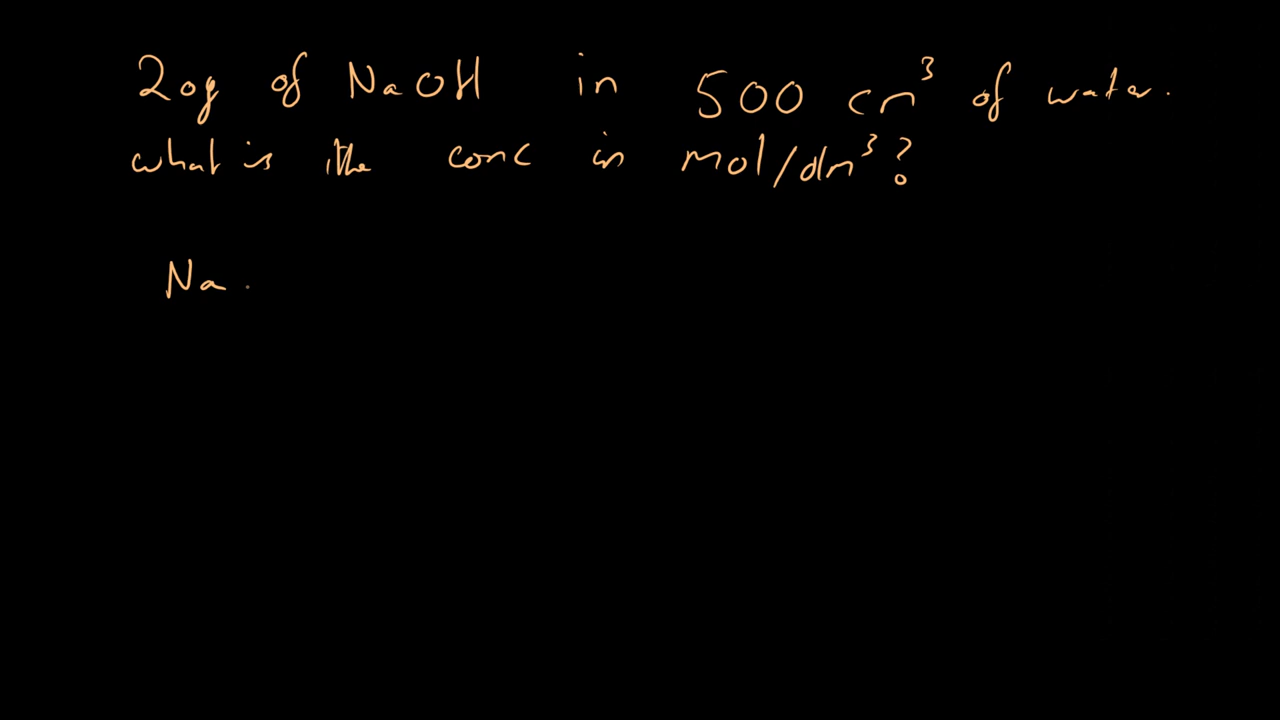 20g of NaOH in 500 cm³ of water.
what is the conc in mol/dm³?
Na